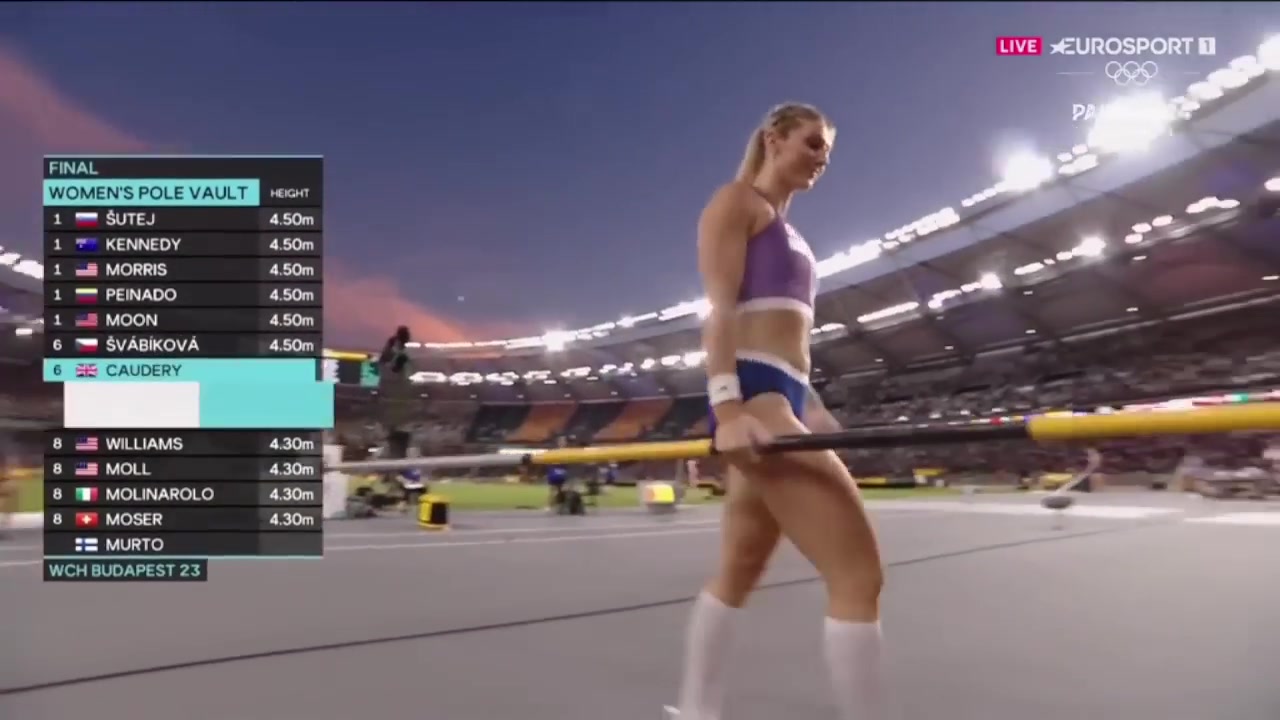 LIVE EUROSPORT 1
FINAL
WOMEN'S POLE VAULT HEIGHT
1 ŠUTEJ 4.50m
1 KENNEDY 4.50m
1 MORRIS 4.50m
1 PEINADO 4.50m
1 MOON 4.50m
6 ŠVÁBÍKOVÁ 4.50m
6 CAUDERY
8 WILLIAMS 4.30m
8 MOLL 4.30m
8 MOLINAROLO 4.30m
8 MOSER 4.30m
MURTO
WCH BUDAPEST 23